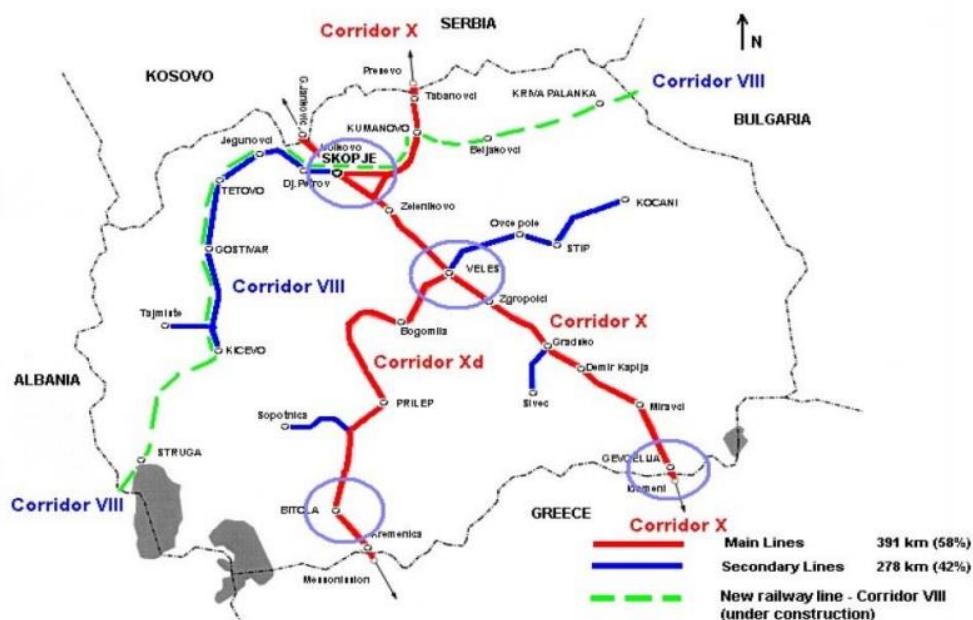 SERBIA
Corridor X
N
KOSOVO
Presevo
Corridor VIII
G.Jankovic
Tabanovci
KRIVA PALANKA
KUMANOVO
BULGARIA
Jegunovci
Volkovo
SKOPJE
Beljakovci
Dj.Petrov
TETOVO
Zelenikovo
KOCANI
Ovce pole
STIP
GOSTIVAR
VELES
Corridor VIII
Zgropolci
Tajmiste
Bogomila
Corridor X
Gradsko
KICEVO
Corridor Xd
Demir Kapija
ALBANIA
Sivec
PRILEP
Miravci
Sopotnica
STRUGA
GEVGELIJA
Corridor VIII
Idomeni
BITOLA
GREECE
Corridor X
Kremenica
Main Lines 391 km (58%)
Secondary Lines 278 km (42%)
New railway line - Corridor VIII
(under construction)